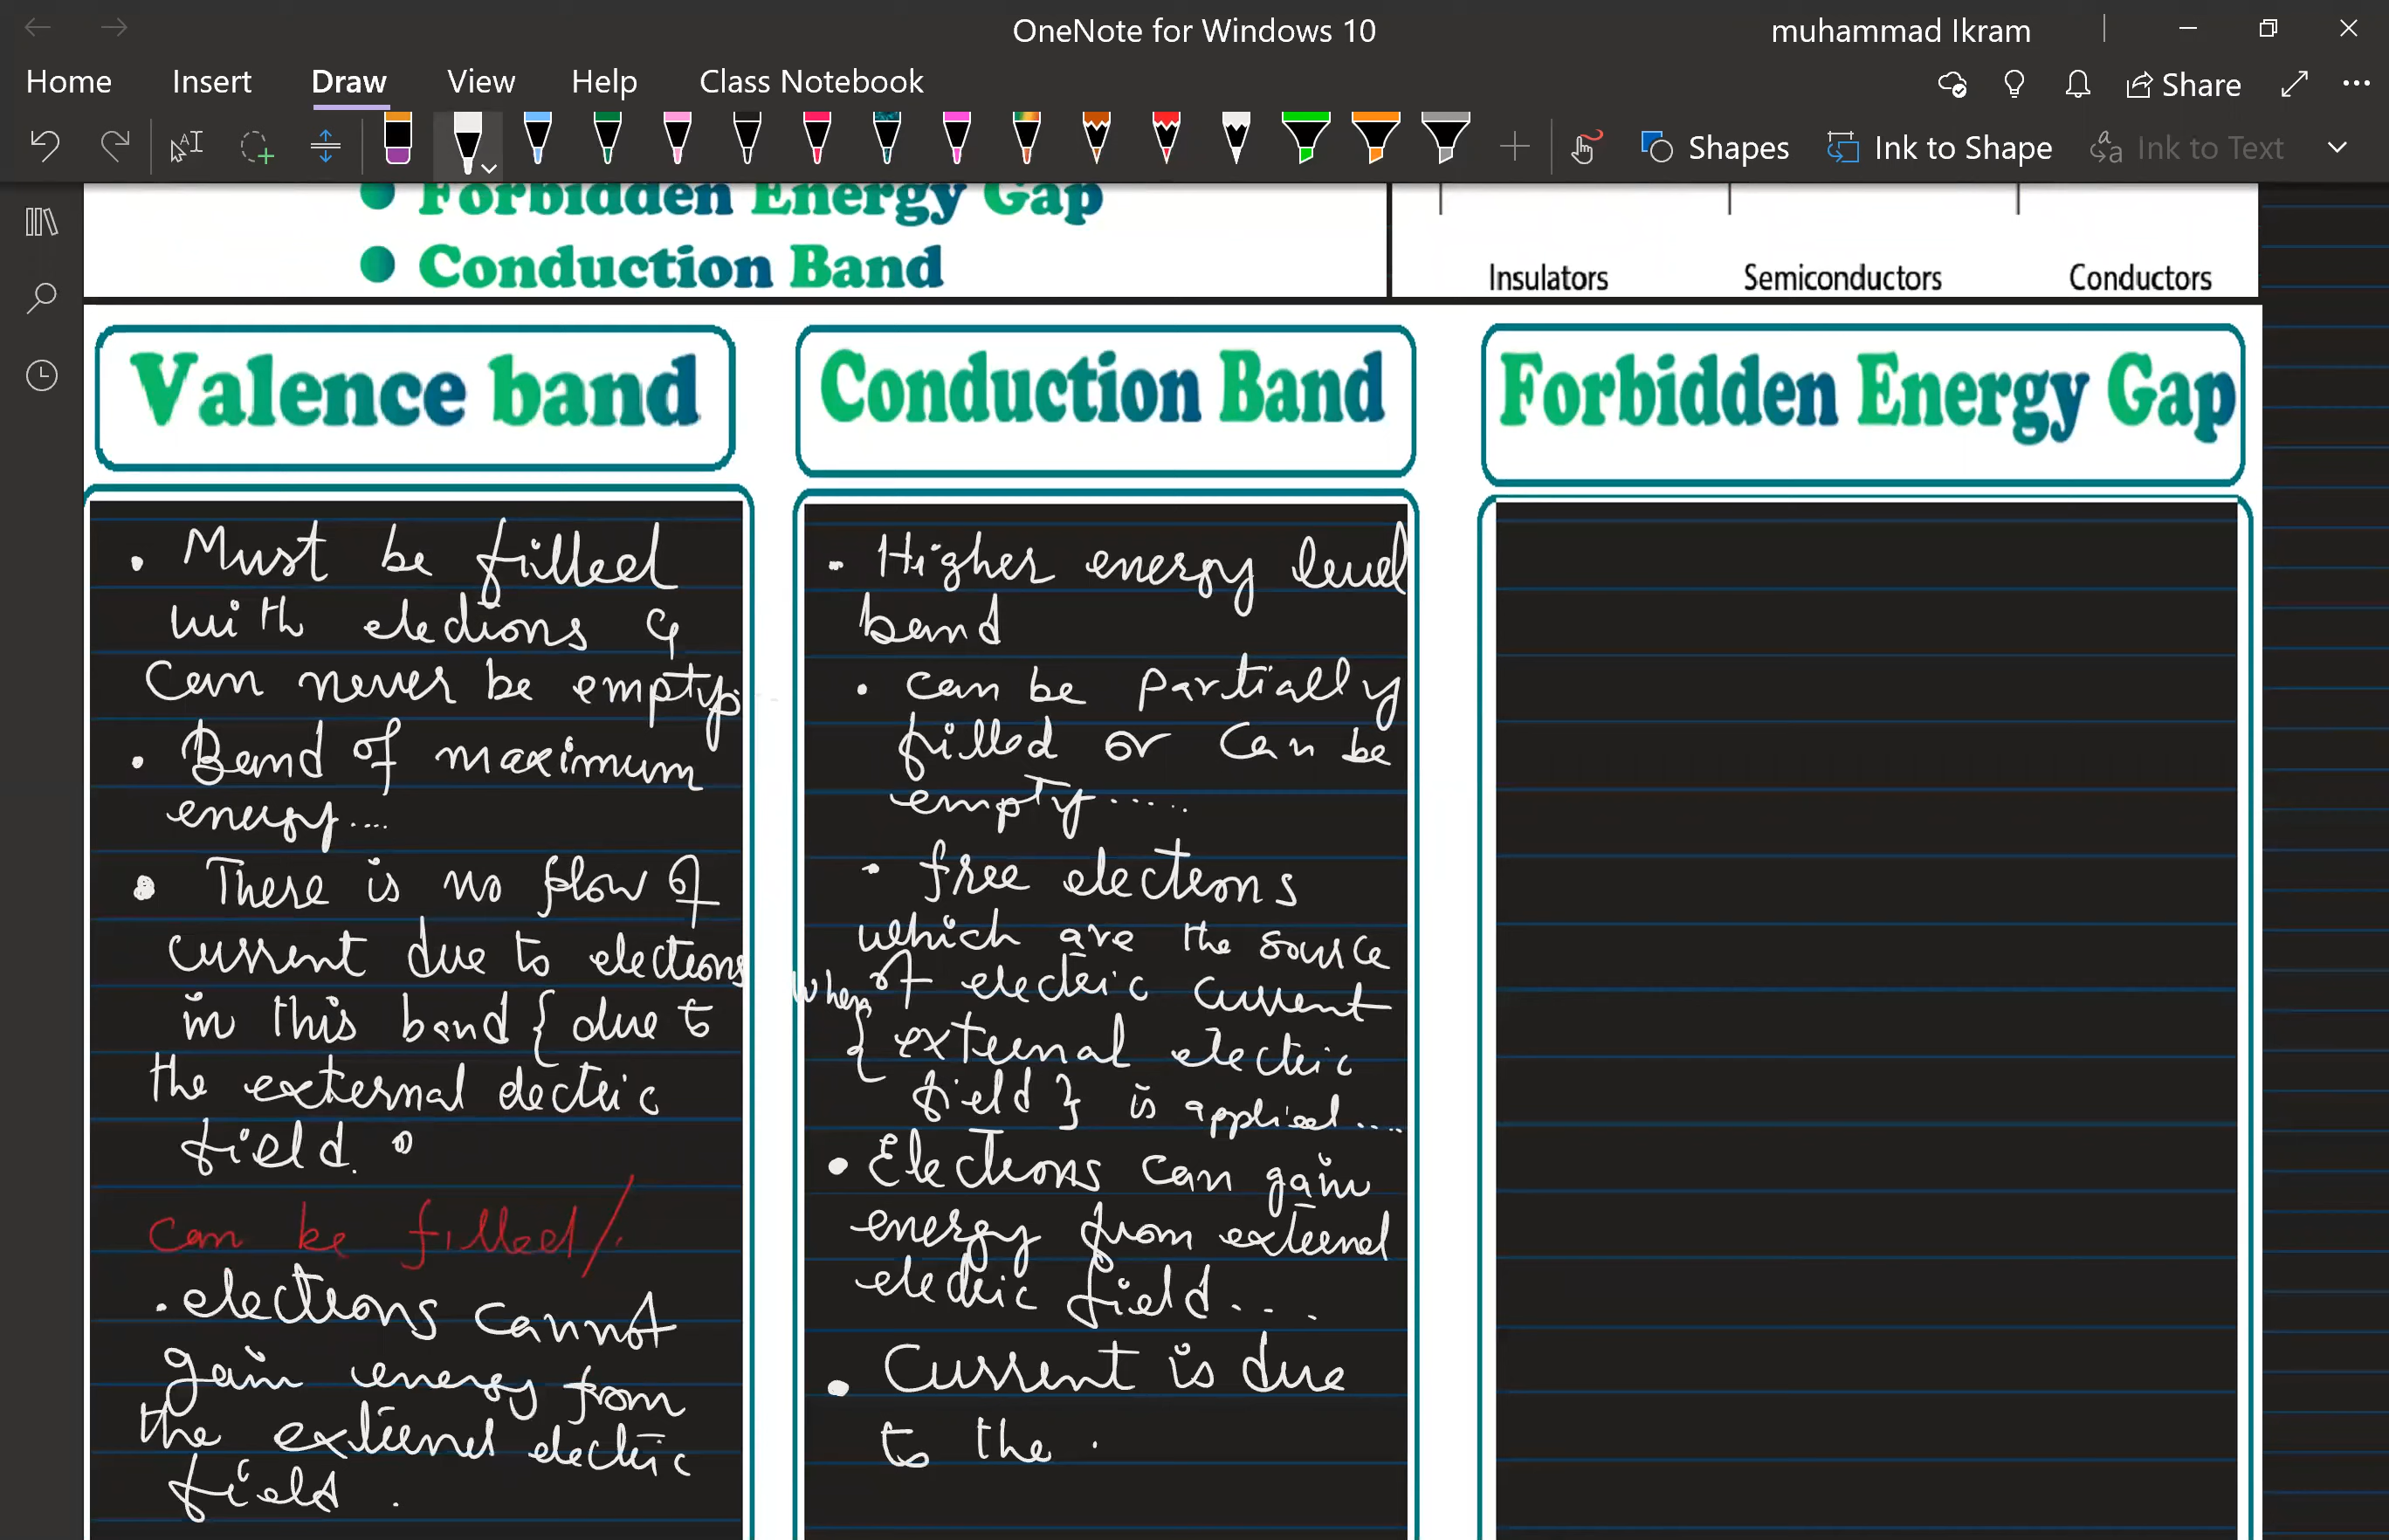 OneNote for Windows 10
muhammad Ikram
Home Insert Draw View Help Class Notebook
Share
Shapes Ink to Shape Ink to Text
Forbidden Energy Gap
Conduction Band
Insulators Semiconductors Conductors
Valence band
Conduction Band
Forbidden Energy Gap
• Must be filled
with electrons &
Can never be empty.
• Band of maximum
energy....
• There is no flow of
current due to electrons
in this band { due to
the external electric
field.
can be filled/.
• electrons cannot
gain energy from
the external electric
field .
• Higher energy level
band
• can be partially
filled or can be
empty .....
• free electrons
which are the source
of electric current
when
{ external electric
field } is applied ....
• Electrons can gain
energy from external
electric field ....
• Current is due
to the .